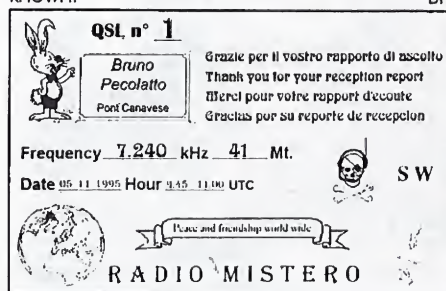 QSL, n° 1
Bruno
Pecolatto
Pont Canavese
Grazie per il vostro rapporto di ascolto
Thank you for your reception report
Merci pour votre rapport d'ecoute
Gracias por su reporte de recepcion
Frequency 7.240 kHz 41 Mt.
SW
Date 05 11 1995 Hour 9.45 11.00 UTC
Peace and friendship world wide
RADIO MISTERO